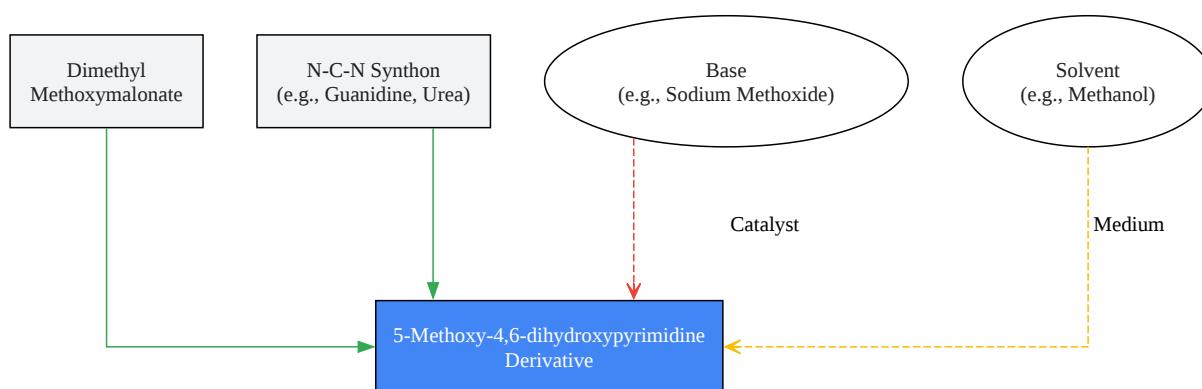 Dimethyl
Methoxymalonate
N-C-N Synthon
(e.g., Guanidine, Urea)
Base
(e.g., Sodium Methoxide)
Solvent
(e.g., Methanol)
Catalyst
Medium
5-Methoxy-4,6-dihydroxypyrimidine
Derivative